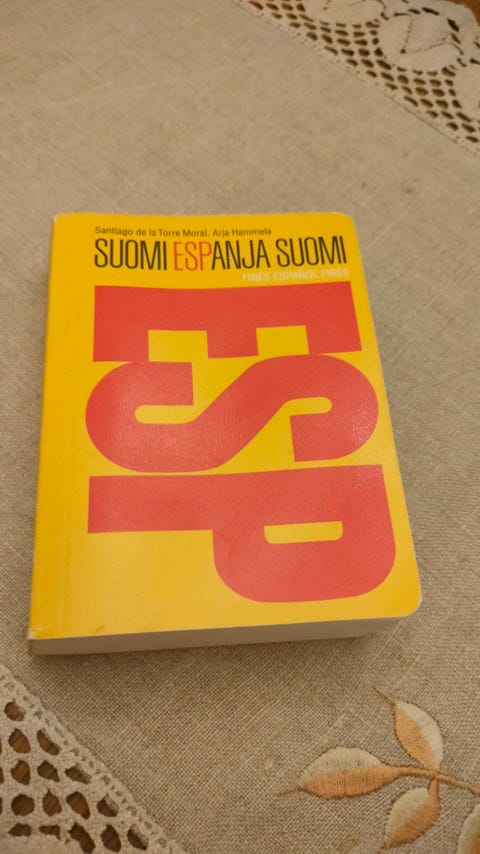 Santiago de la Torre Moral, Arja Hammela
SUOMI ESPANJA SUOMI
FINÉS ESPAÑOL FINÉS
ESP